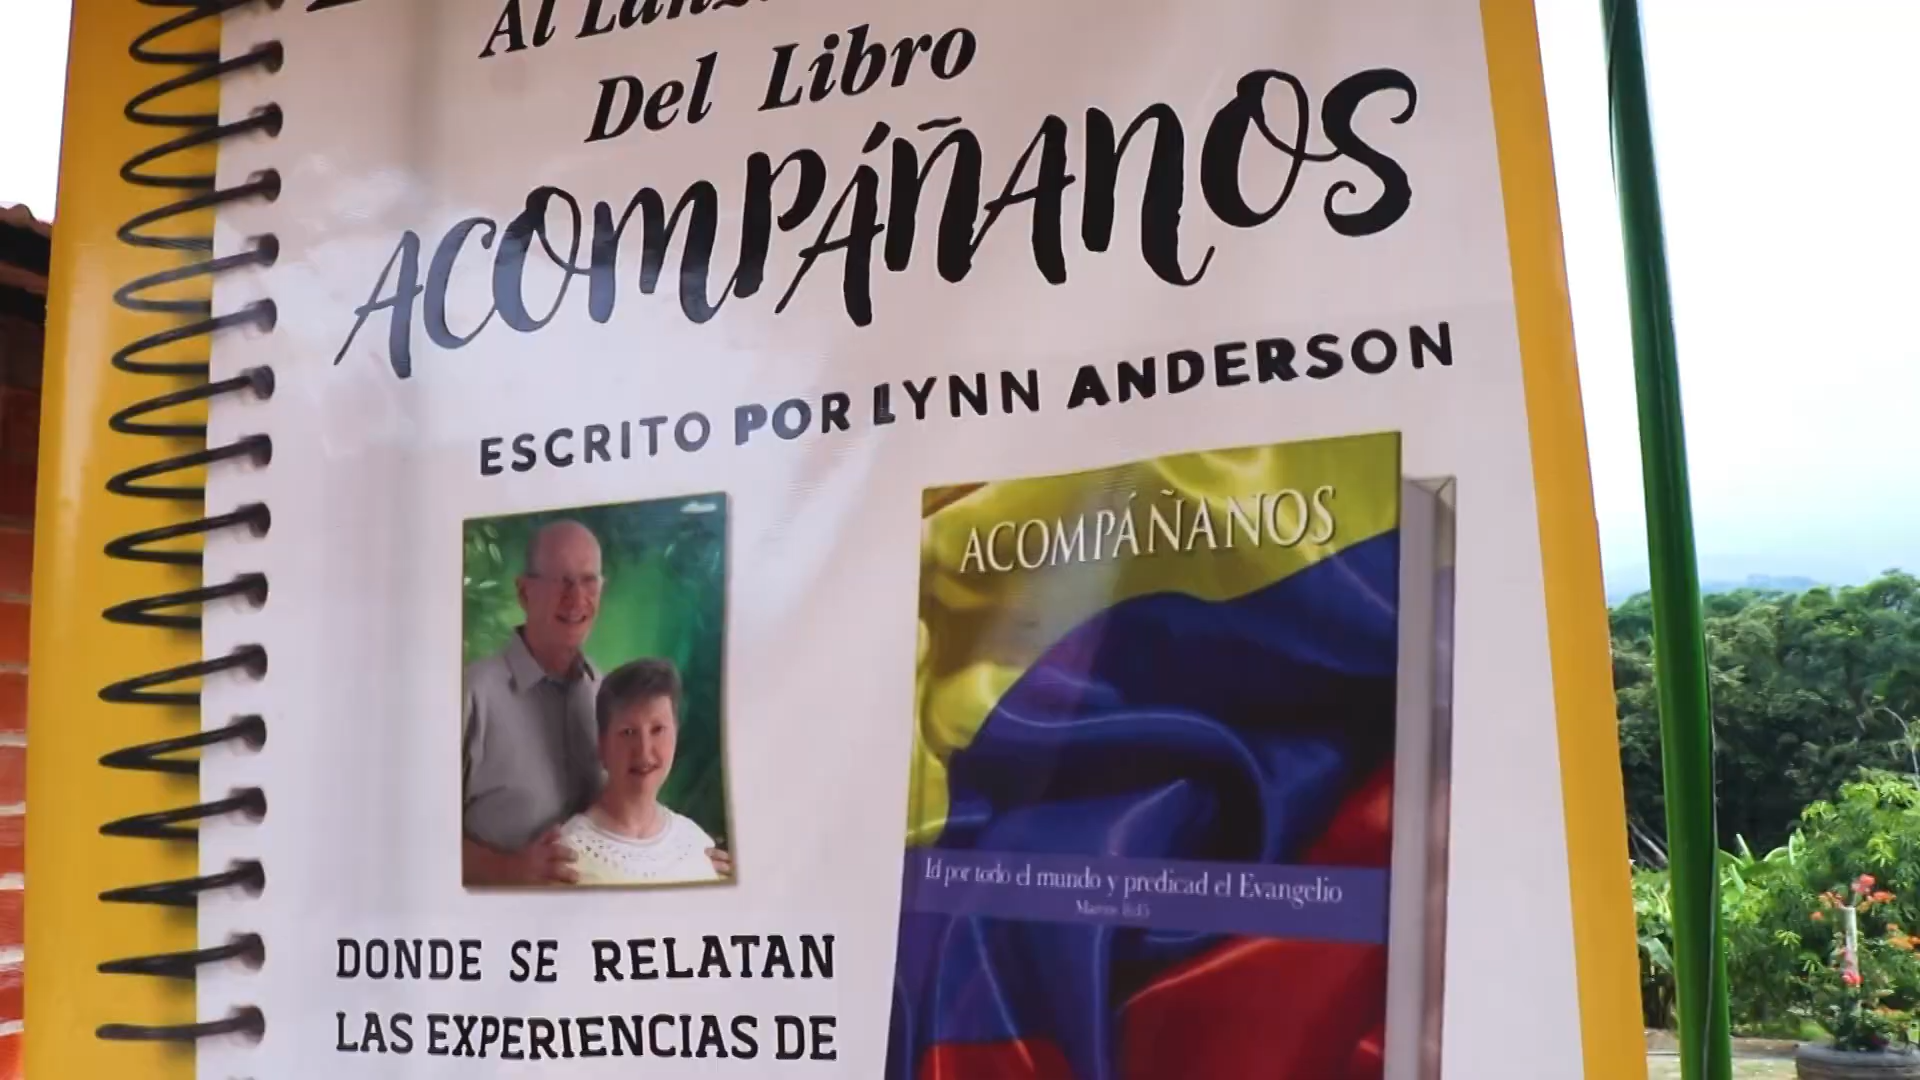 Al
Del Libro
ACOMPÁÑANOS
ESCRITO POR LYNN ANDERSON
ACOMPÁÑANOS
Id por todo el mundo y predicad el Evangelio
DONDE SE RELATAN
LAS EXPERIENCIAS DE